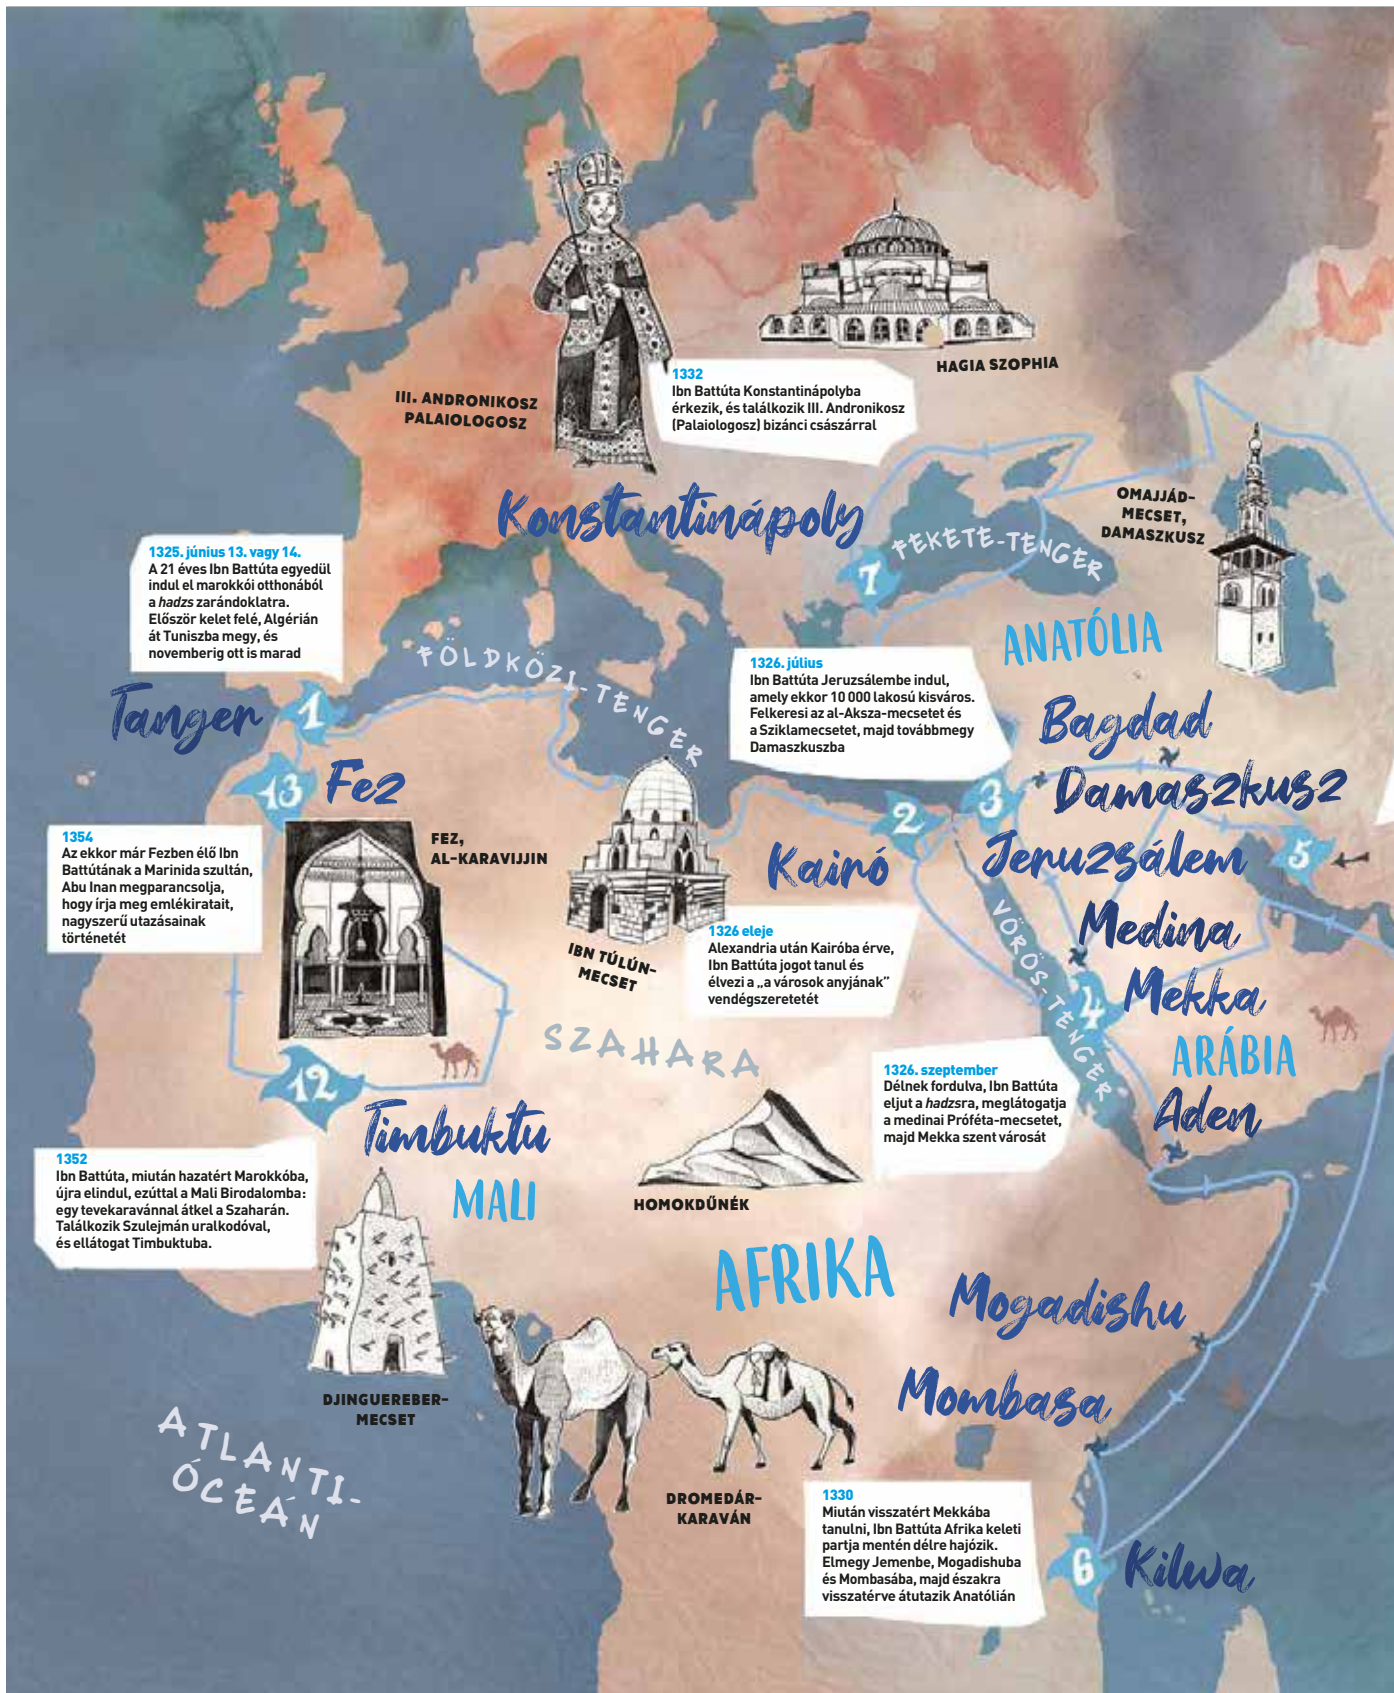 III. ANDRONIKOSZ
PALAIOLOGOSZ
HAGIA SZOPHIA
1332
Ibn Battúta Konstantinápolyba
érkezik, és találkozik III. Andronikosz
(Palaiologosz) bizánci császárral
Konstantinápoly
7
FEKETE-TENGER
OMAJJÁD-
MECSET,
DAMASZKUSZ
1325. június 13. vagy 14.
A 21 éves Ibn Battúta egyedül
indul el marokkói otthonából
a hadzs zarándoklatra.
Először kelet felé, Algérián
át Tuniszba megy, és
novemberig ott is marad
FÖLDKÖZI-TENGER
ANATÓLIA
1326. július
Ibn Battúta Jeruzsálembe indul,
amely ekkor 10 000 lakosú kisváros.
Felkeresi az al-Aksza-mecsetet és
a Sziklamecsetet, majd továbbmegy
Damaszkuszba
Tanger
1
Bagdad
13
Fez
3
Damaszkusz
2
1354
Az ekkor már Fezben élő Ibn
Battútának a Marinida szultán,
Abu Inan megparancsolja,
hogy írja meg emlékiratait,
nagyszerű utazásainak
történetét
FEZ,
AL-KARAVIJJIN
Kairó
Jeruzsálem
5
IBN TÚLÚN-
MECSET
1326 eleje
Alexandria után Kairóba érve,
Ibn Battúta jogot tanul és
élvezi a „a városok anyjának”
vendégszeretetét
VÖRÖS-TENGER
Medina
4
Mekka
SZAHARA
ARÁBIA
1326. szeptember
Délnek fordulva, Ibn Battúta
eljut a hadzsra, meglátogatja
a medinai Próféta-mecsetet,
majd Mekka szent városát
12
Timbuktu
Aden
1352
Ibn Battúta, miután hazatért Marokkóba,
újra elindul, ezúttal a Mali Birodalomba:
egy tevekaravánnal átkel a Szaharán.
Találkozik Szulejmán uralkodóval,
és ellátogat Timbuktuba.
MALI
HOMOKDŰNÉK
AFRIKA
Mogadishu
DJINGUEREBER-
MECSET
Mombasa
ATLANTI-
ÓCEÁN
DROMEDÁR-
KARAVÁN
1330
Miután visszatért Mekkába
tanulni, Ibn Battúta Afrika keleti
partja mentén délre hajózik.
Elmegy Jemenbe, Mogadishuba
és Mombasába, majd északra
visszatérve átutazik Anatólián
6
Kilwa